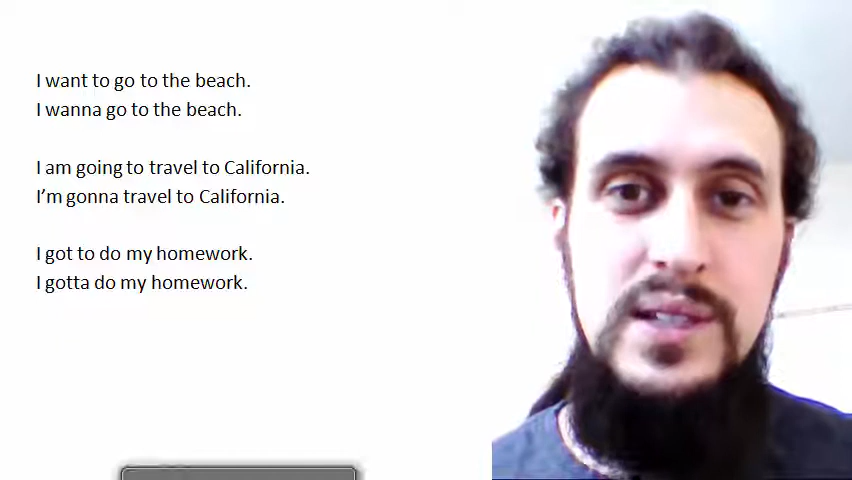 I want to go to the beach.
I wanna go to the beach.
I am going to travel to California.
I'm gonna travel to California.
I got to do my homework.
I gotta do my homework.